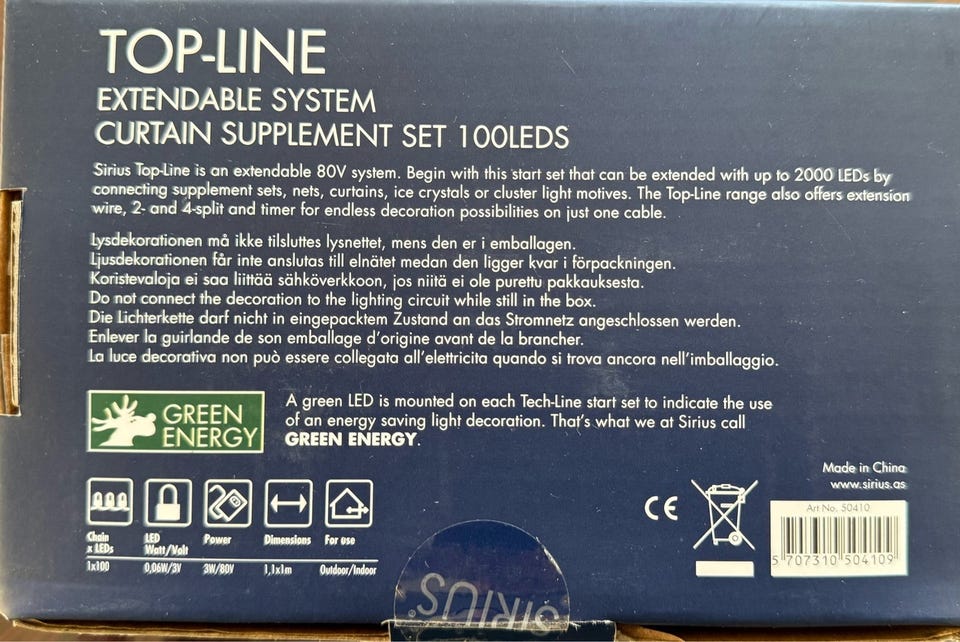 TOP-LINE
EXTENDABLE SYSTEM
CURTAIN SUPPLEMENT SET 100LEDS
Sirius Top-Line is an extendable 80V system. Begin with this start set that can be extended with up to 2000 LEDs by
connecting supplement sets, nets, curtains, ice crystals or cluster light motives. The Top-Line range also offers extension
wire, 2- and 4-split and timer for endless decoration possibilities on just one cable.
Lysdekorationen må ikke tilsluttes lysnettet, mens den er i emballagen.
Ljusdekorationen får inte anslutas till elnätet medan den ligger kvar i förpackningen.
Koristevaloja ei saa liittää sähköverkkoon, jos niitä ei ole purettu pakkauksesta.
Do not connect the decoration to the lighting circuit while still in the box.
Die Lichterkette darf nicht in eingepacktem Zustand an das Stromnetz angeschlossen werden.
Enlever la guirlande de son emballage d'origine avant de la brancher.
La luce decorativa non può essere collegata all'elettricita quando si trova ancora nell'imballaggio.
GREEN
ENERGY
A green LED is mounted on each Tech-Line start set to indicate the use
of an energy saving light decoration. That's what we at Sirius call
GREEN ENERGY.
Made in China
www.sirius.as
CE
Art No. 50410
5 707310 504109
Chain
x LEDs
LED
Watt/Volt
Power
Dimensions
For use
1x100
0,06W/3V
3W/80V
1,1x1m
Outdoor/Indoor
SIRIUS®